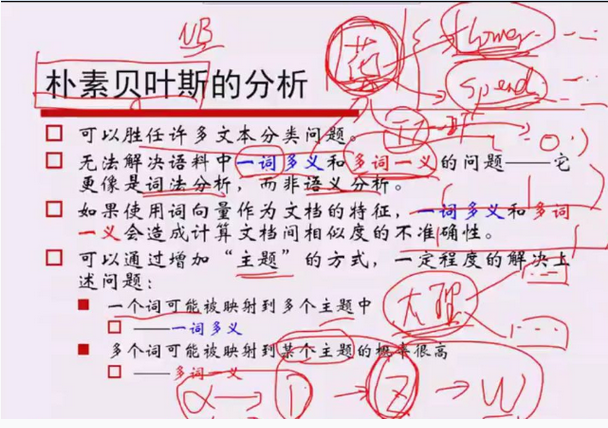 NB
花
flower
spend
朴素贝叶斯的分析
可以胜任许多文本分类问题。
无法解决语料中一词多义和多词一义的问题——它
更像是词法分析，而非语义分析。
如果使用词向量作为文档的特征，一词多义和多词
一义会造成计算文档间相似度的不准确性。
可以通过增加“主题”的方式，一定程度的解决上
述问题：
一个词可能被映射到多个主题中
——一词多义
多个词可能被映射到某个主题的概率很高
——多词一义
α → D → Z → W